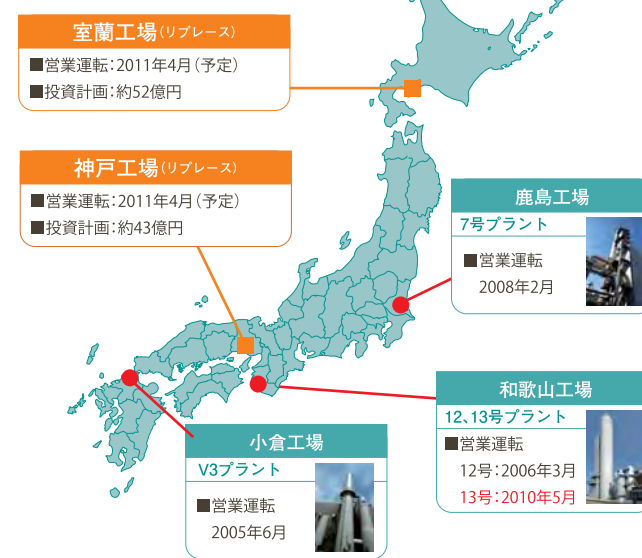 室蘭工場(リプレース)
■営業運転:2011年4月(予定)
■投資計画:約52億円
神戸工場(リプレース)
■営業運転:2011年4月(予定)
■投資計画:約43億円
鹿島工場
7号プラント
■営業運転
2008年2月
和歌山工場
12、13号プラント
■営業運転
12号:2006年3月
13号:2010年5月
小倉工場
V3プラント
■営業運転
2005年6月